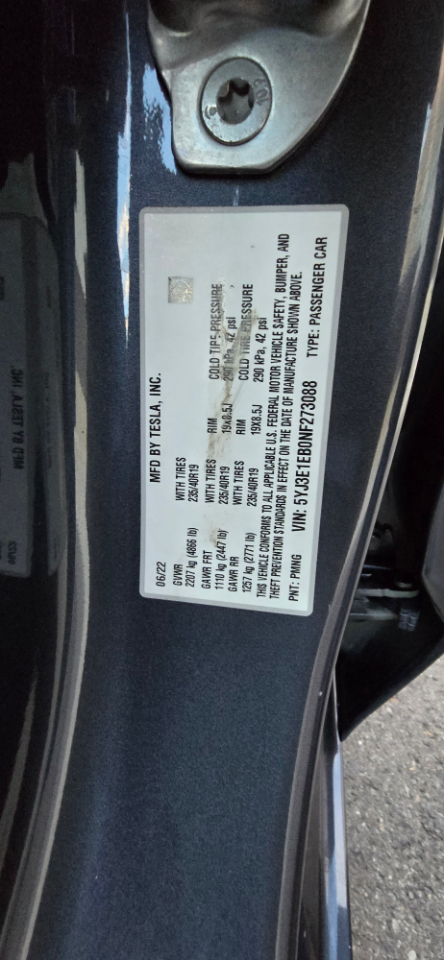 MFD BY TESLA, INC.
06/22
GVWR WITH TIRES
2207 kg (4866 lb) 235/40R19
GAWR FRT WITH TIRES RIM COLD TIRE PRESSURE
1110 kg (2447 lb) 235/40R19 19X8.5J 290 kPa, 42 psi
GAWR RR WITH TIRES RIM COLD TIRE PRESSURE
1257 kg (2771 lb) 235/40R19 19X8.5J 290 kPa, 42 psi
THIS VEHICLE CONFORMS TO ALL APPLICABLE U.S. FEDERAL MOTOR VEHICLE SAFETY, BUMPER, AND
THEFT PREVENTION STANDARDS IN EFFECT ON THE DATE OF MANUFACTURE SHOWN ABOVE.
VIN: 5YJ3E1EB0NF273088
PNT: PMNG TYPE: PASSENGER CAR